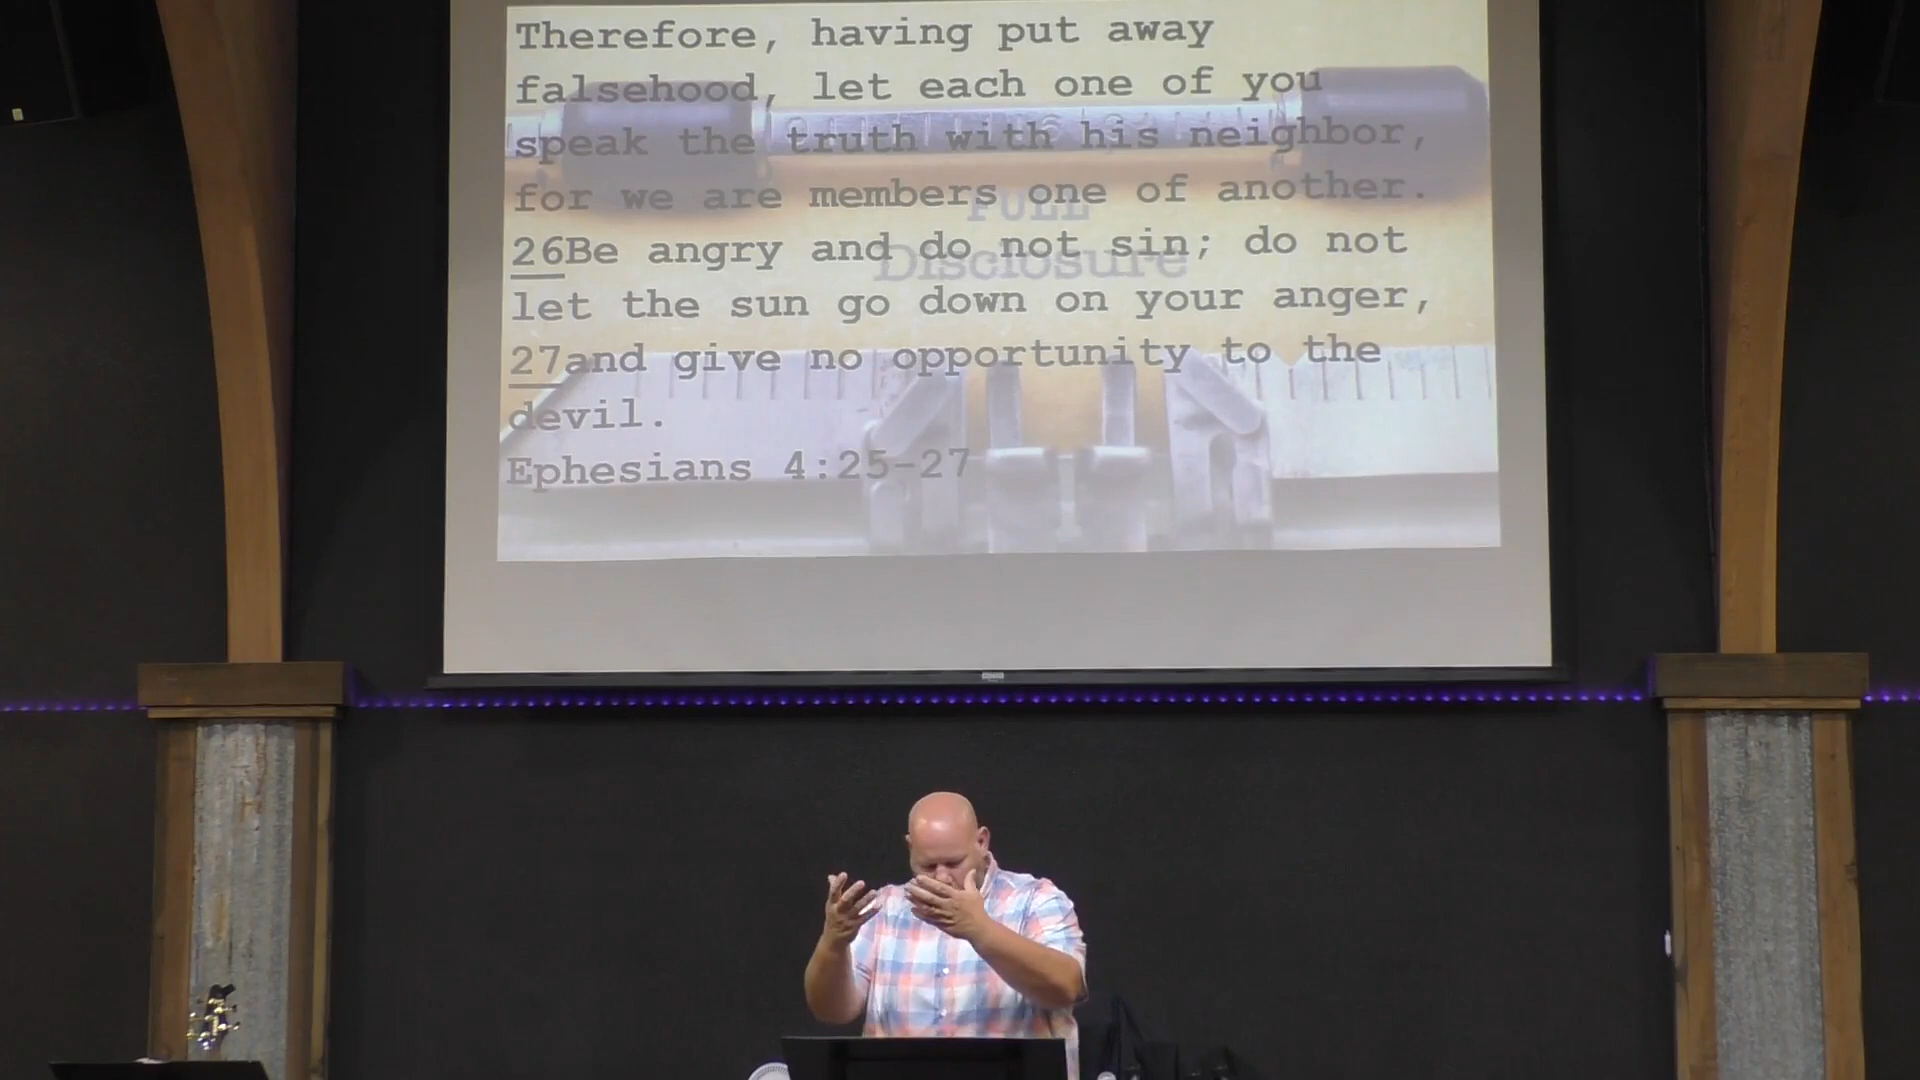 Therefore, having put away
falsehood, let each one of you
speak the truth with his neighbor,
for we are members one of another.
26Be angry and do not sin; do not
let the sun go down on your anger,
27and give no opportunity to the
devil.
Ephesians 4:25-27
FULL
Disclosure